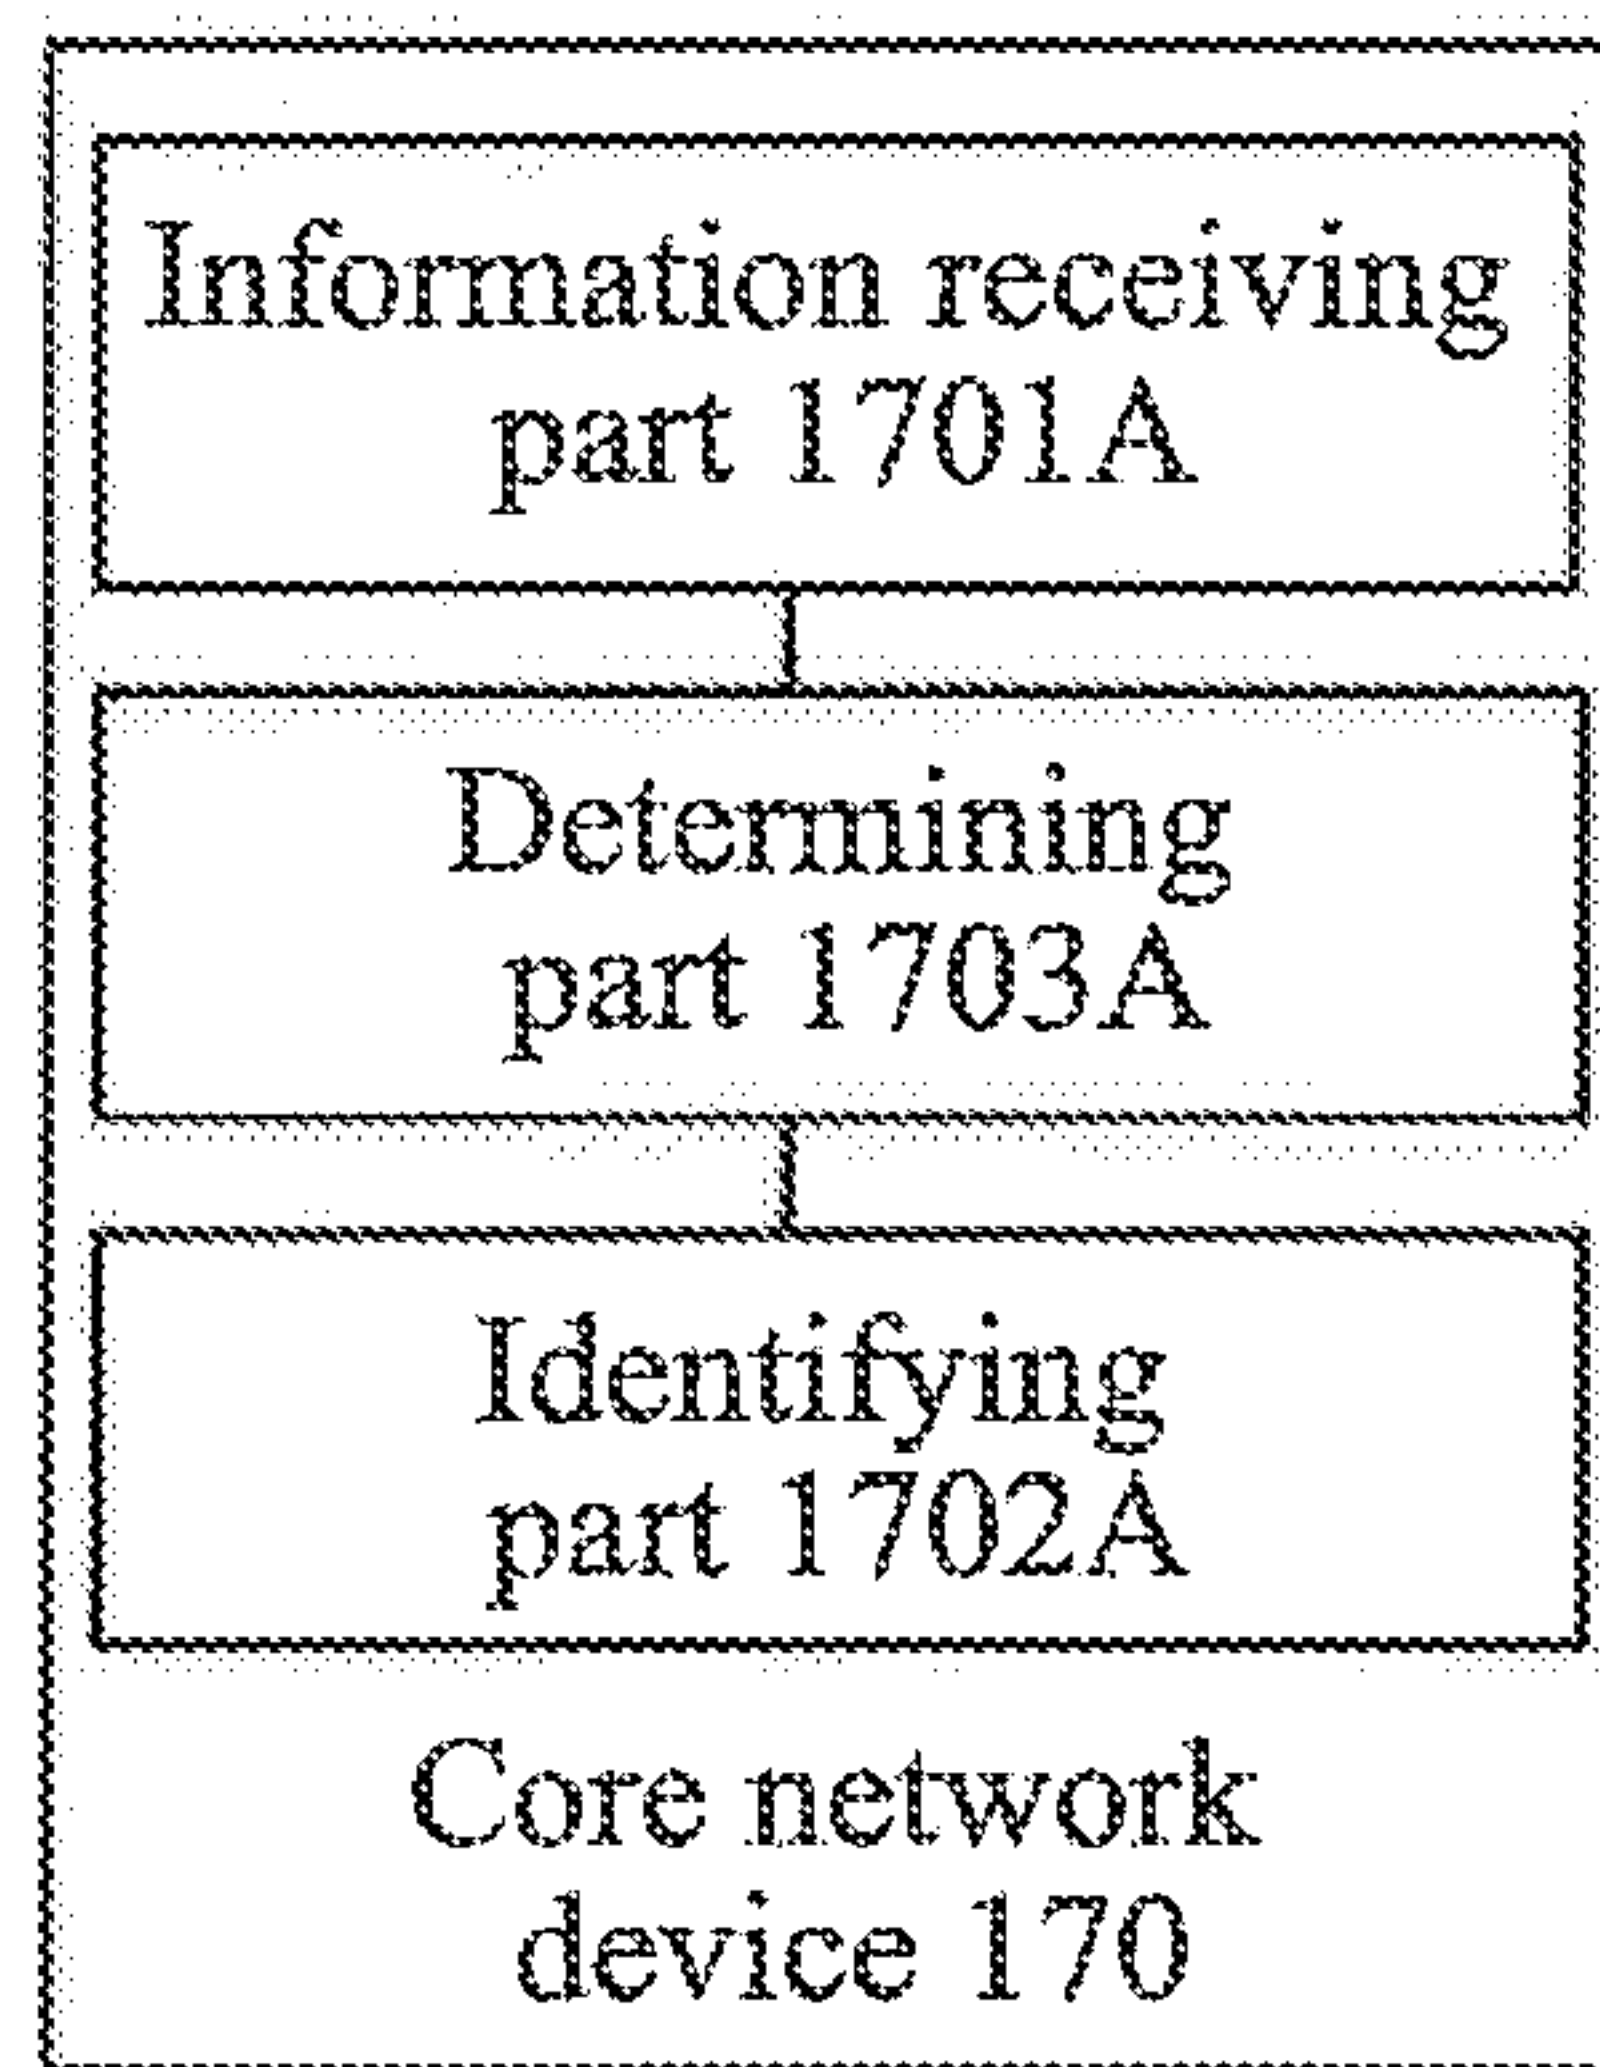 Information receiving
part 1701A
Determining
part 1703A
Identifying
part 1702A
Core network
device 170